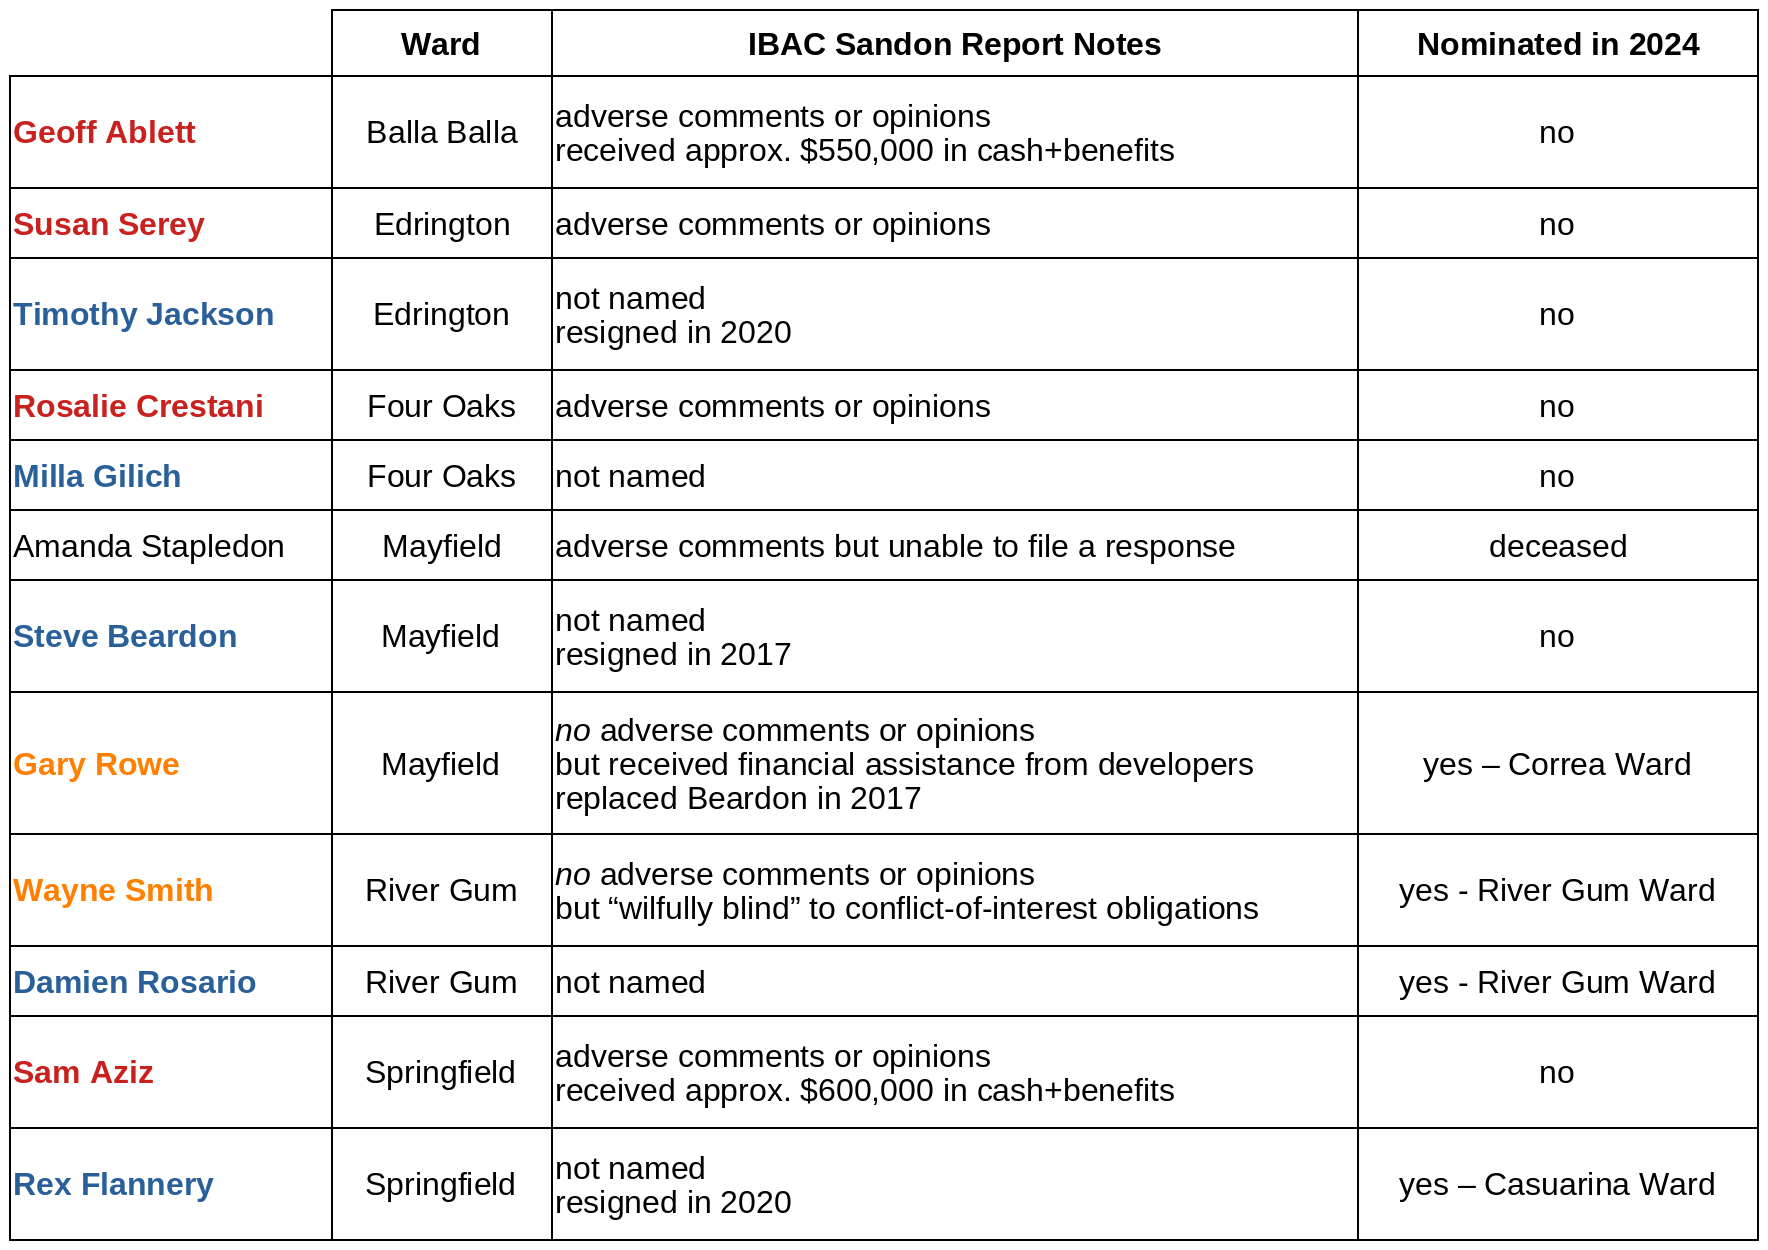 Ward IBAC Sandon Report Notes Nominated in 2024
Geoff Ablett Balla Balla adverse comments or opinions no
received approx. $550,000 in cash+benefits
Susan Serey Edrington adverse comments or opinions no
Timothy Jackson Edrington not named no
resigned in 2020
Rosalie Crestani Four Oaks adverse comments or opinions no
Milla Gilich Four Oaks not named no
Amanda Stapledon Mayfield adverse comments but unable to file a response deceased
Steve Beardon Mayfield not named no
resigned in 2017
Gary Rowe Mayfield no adverse comments or opinions yes – Correa Ward
but received financial assistance from developers
replaced Beardon in 2017
Wayne Smith River Gum no adverse comments or opinions yes - River Gum Ward
but “wilfully blind” to conflict-of-interest obligations
Damien Rosario River Gum not named yes - River Gum Ward
Sam Aziz Springfield adverse comments or opinions no
received approx. $600,000 in cash+benefits
Rex Flannery Springfield not named yes – Casuarina Ward
resigned in 2020